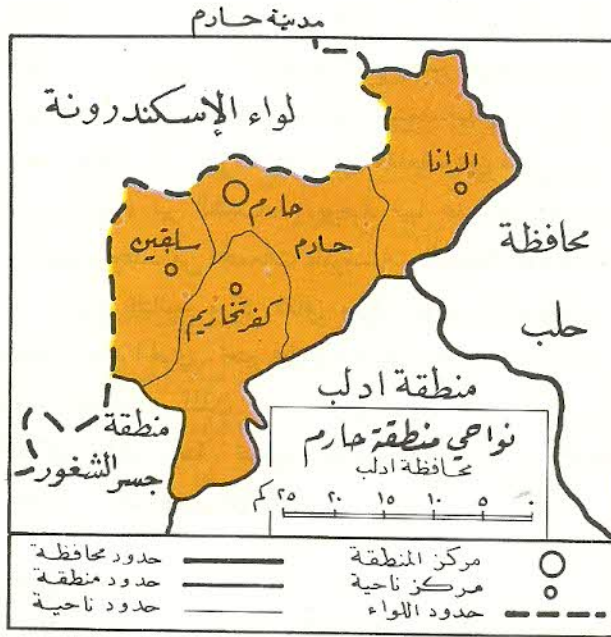 مدينة حارم
لواء الإسكندرونة
الدانا
حارم
حارم
سلقين
كفرتخاريم
محافظة
حلب
منطقة ادلب
منطقة
جسر الشغور
نواحي منطقة حارم
محافظة ادلب
كم ٢٥ ٢٠ ١٥ ١٠ ٥ ٠
مركز المنطقة
مركز ناحية
حدود اللواء
حدود محافظة
حدود منطقة
حدود ناحية